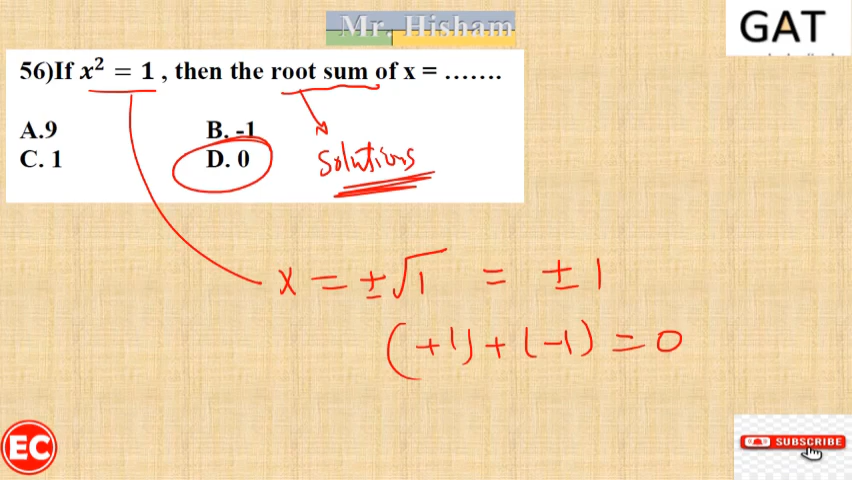 Mr. Hisham
GAT
56)If x² = 1 , then the root sum of x = …….
A.9 B. -1
C. 1 D. 0
Solutions
x = ±√1 = ±1
(+1) + (-1) = 0
EC
SUBSCRIBE